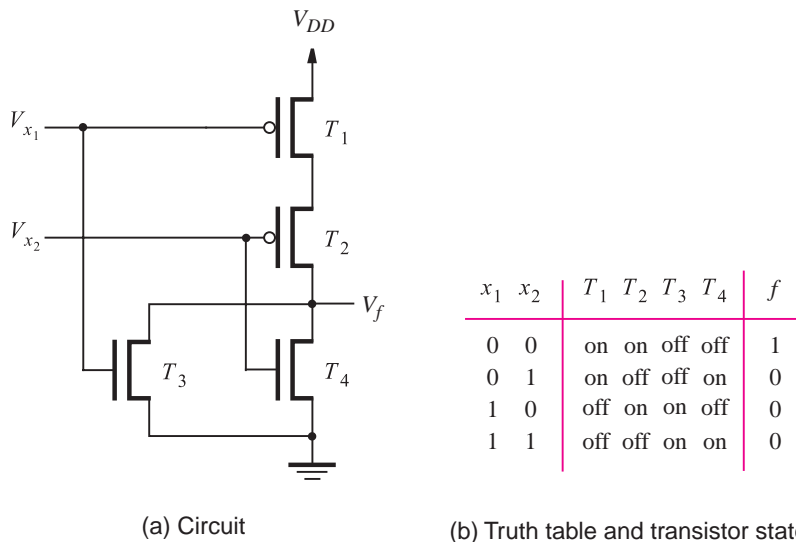 V_DD
V_x1
T_1
V_x2
T_2
V_f
T_3
T_4
x_1 x_2 T_1 T_2 T_3 T_4 f
0 0 on on off off 1
0 1 on off off on 0
1 0 off on on off 0
1 1 off off on on 0
(a) Circuit
(b) Truth table and transistor